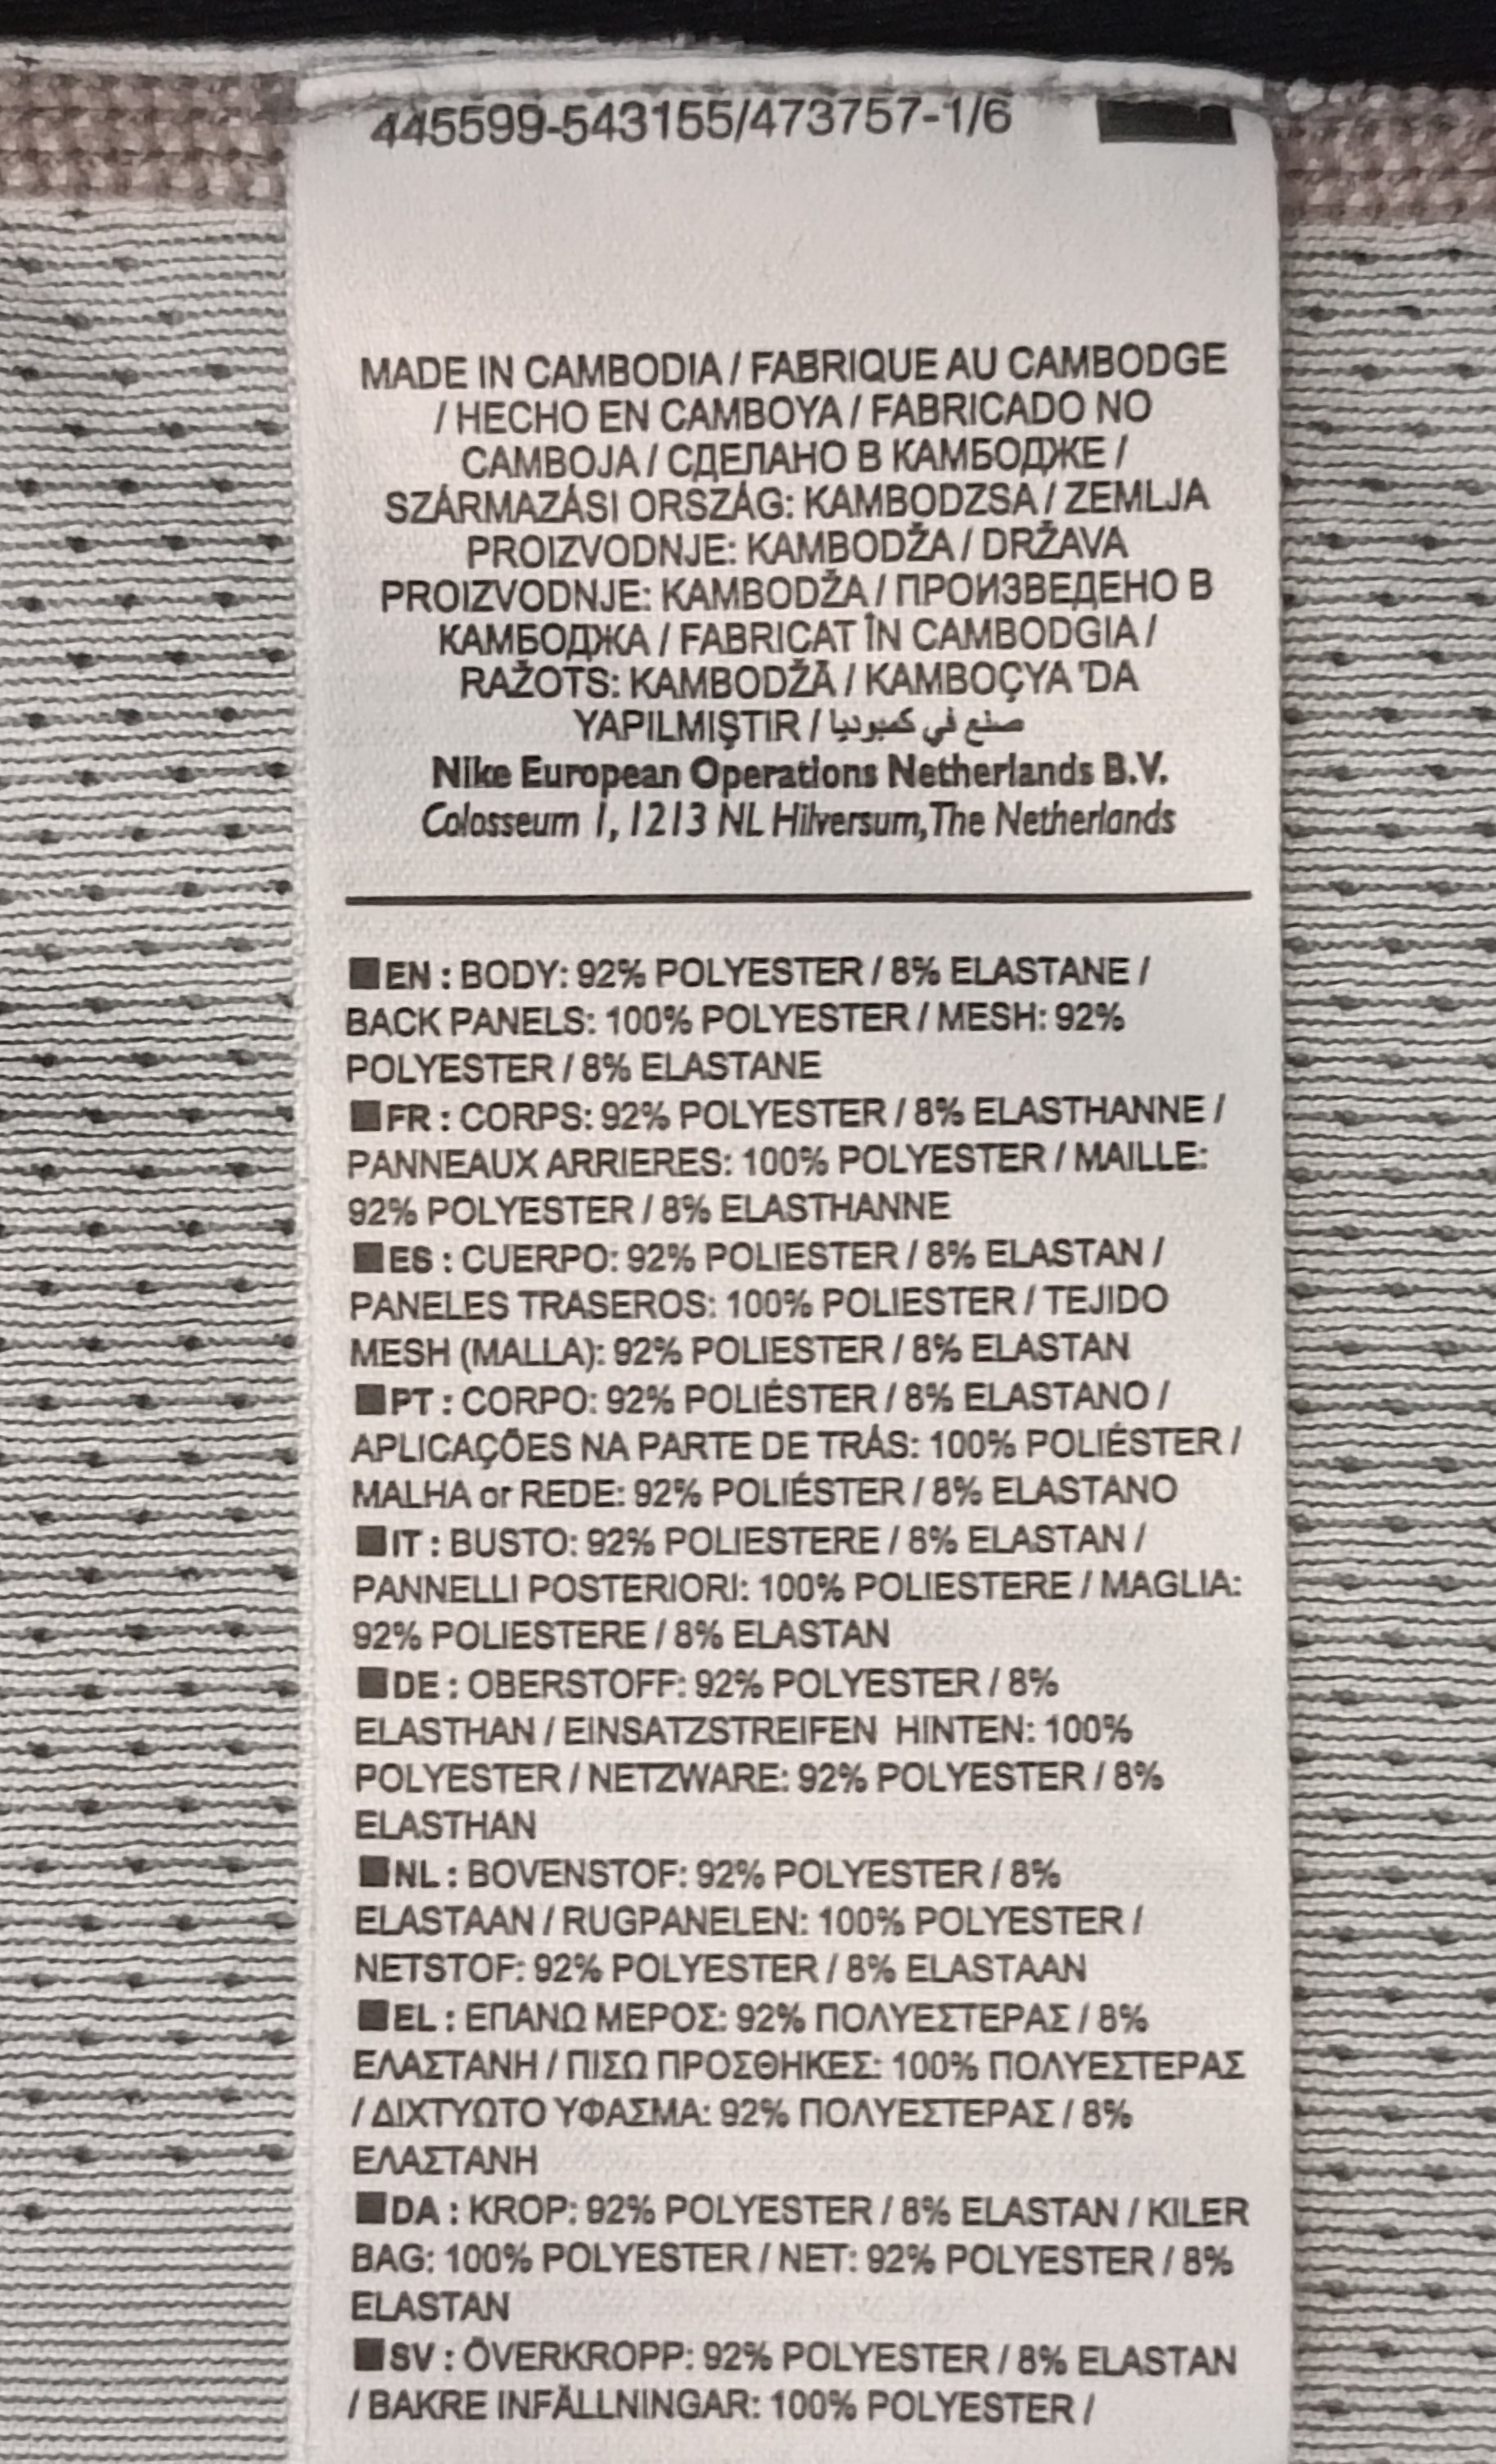 445599-543155/473757-1/6
MADE IN CAMBODIA / FABRIQUE AU CAMBODGE
/ HECHO EN CAMBOYA / FABRICADO NO
CAMBOJA / СДЕЛАНО В КАМБОДЖЕ /
SZÁRMAZÁSI ORSZÁG: KAMBODZSA / ZEMLJA
PROIZVODNJE: KAMBODŽA / DRŽAVA
PROIZVODNJE: KAMBODŽA / ПРОИЗВЕДЕНО В
КАМБОДЖА / FABRICAT ÎN CAMBODGIA /
RAŽOTS: KAMBODŽĀ / KAMBOÇYA 'DA
YAPILMIŞTIR / صنع في كمبوديا
Nike European Operations Netherlands B.V.
Colosseum 1, 1213 NL Hilversum, The Netherlands
■EN : BODY: 92% POLYESTER / 8% ELASTANE /
BACK PANELS: 100% POLYESTER / MESH: 92%
POLYESTER / 8% ELASTANE
■FR : CORPS: 92% POLYESTER / 8% ELASTHANNE /
PANNEAUX ARRIERES: 100% POLYESTER / MAILLE:
92% POLYESTER / 8% ELASTHANNE
■ES : CUERPO: 92% POLIESTER / 8% ELASTAN /
PANELES TRASEROS: 100% POLIESTER / TEJIDO
MESH (MALLA): 92% POLIESTER / 8% ELASTAN
■PT : CORPO: 92% POLIÉSTER / 8% ELASTANO /
APLICAÇÕES NA PARTE DE TRÁS: 100% POLIÉSTER /
MALHA or REDE: 92% POLIÉSTER / 8% ELASTANO
■IT : BUSTO: 92% POLIESTERE / 8% ELASTAN /
PANNELLI POSTERIORI: 100% POLIESTERE / MAGLIA:
92% POLIESTERE / 8% ELASTAN
■DE : OBERSTOFF: 92% POLYESTER / 8%
ELASTHAN / EINSATZSTREIFEN HINTEN: 100%
POLYESTER / NETZWARE: 92% POLYESTER / 8%
ELASTHAN
■NL : BOVENSTOF: 92% POLYESTER / 8%
ELASTAAN / RUGPANELEN: 100% POLYESTER /
NETSTOF: 92% POLYESTER / 8% ELASTAAN
■EL : ΕΠΑΝΩ ΜΕΡΟΣ: 92% ΠΟΛΥΕΣΤΕΡΑΣ / 8%
ΕΛΑΣΤΑΝΗ / ΠΙΣΩ ΠΡΟΣΘΗΚΕΣ: 100% ΠΟΛΥΕΣΤΕΡΑΣ
/ ΔΙΧΤΥΩΤΟ ΥΦΑΣΜΑ: 92% ΠΟΛΥΕΣΤΕΡΑΣ / 8%
ΕΛΑΣΤΑΝΗ
■DA : KROP: 92% POLYESTER / 8% ELASTAN / KILER
BAG: 100% POLYESTER / NET: 92% POLYESTER / 8%
ELASTAN
■SV : ÖVERKROPP: 92% POLYESTER / 8% ELASTAN
/ BAKRE INFÄLLNINGAR: 100% POLYESTER /